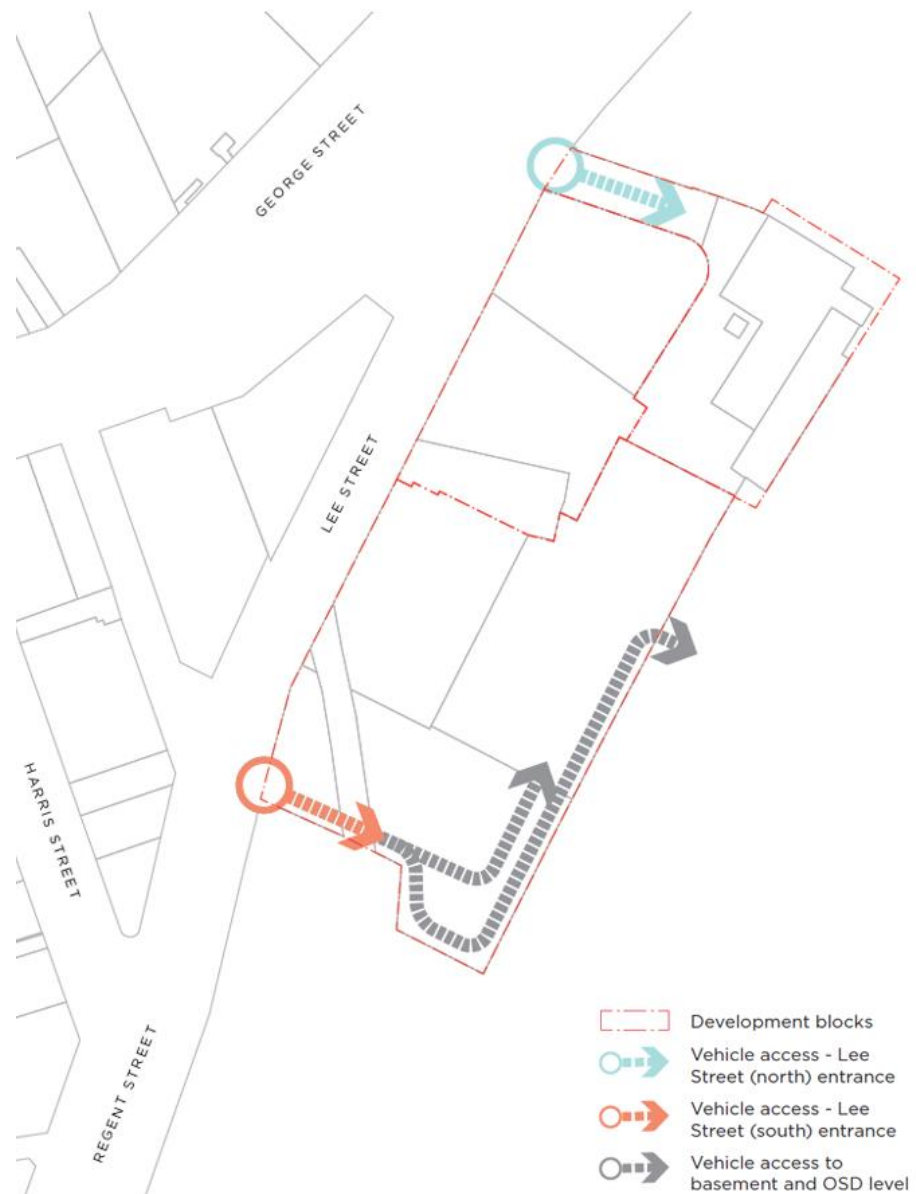 GEORGE STREET
LEE STREET
HARRIS STREET
REGENT STREET
Development blocks
Vehicle access - Lee
Street (north) entrance
Vehicle access - Lee
Street (south) entrance
Vehicle access to
basement and OSD level